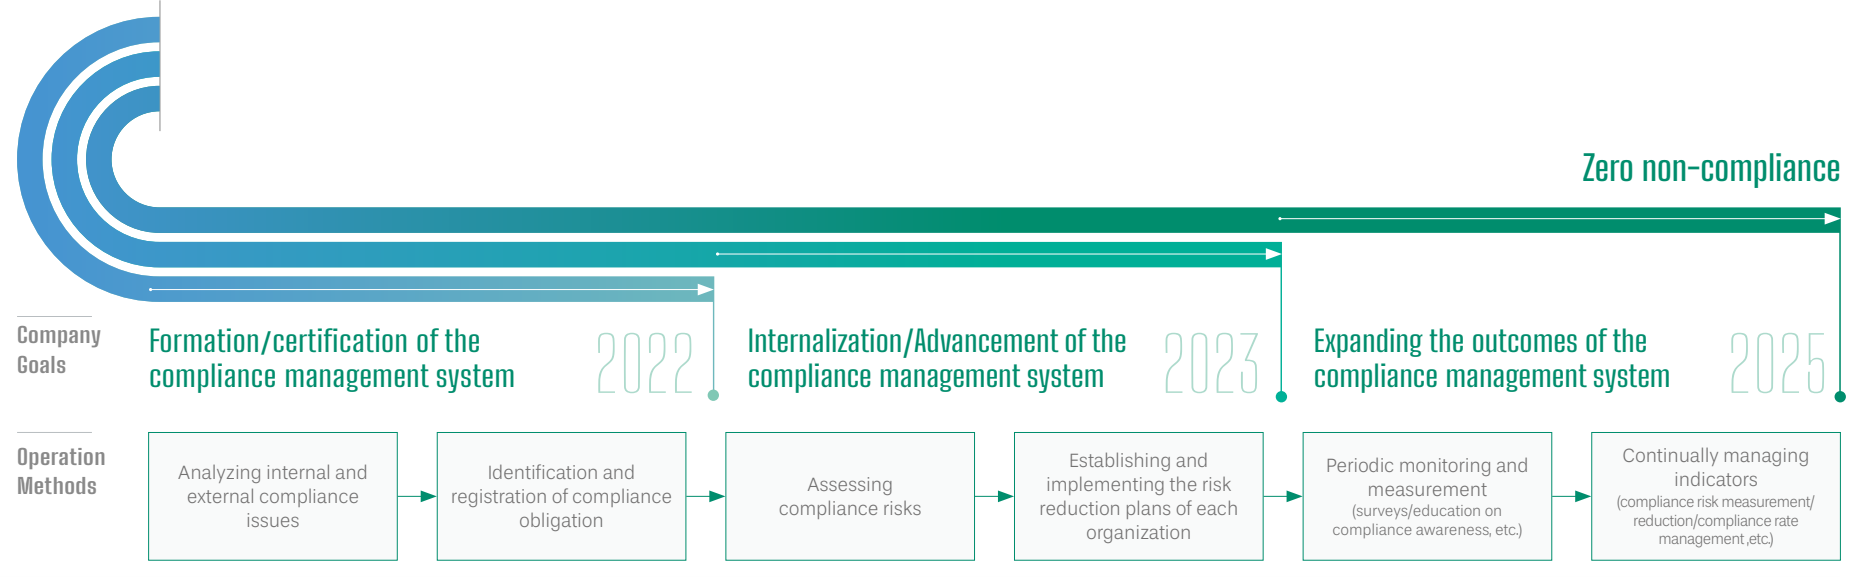 Zero non-compliance
Company
Goals
Formation/certification of the
compliance management system
2022
Internalization/Advancement of the
compliance management system
2023
Expanding the outcomes of the
compliance management system
2025
Operation
Methods
Analyzing internal and
external compliance
issues
Identification and
registration of compliance
obligation
Assessing
compliance risks
Establishing and
implementing the risk
reduction plans of each
organization
Periodic monitoring and
measurement
(surveys/education on
compliance awareness, etc.)
Continually managing
indicators
(compliance risk measurement/
reduction/compliance rate
management ,etc.)